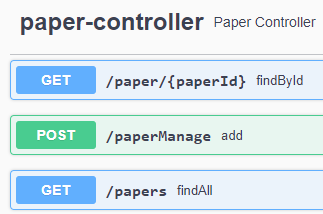 paper-controller Paper Controller
GET /paper/{paperId} findById
POST /paperManage add
GET /papers findAll